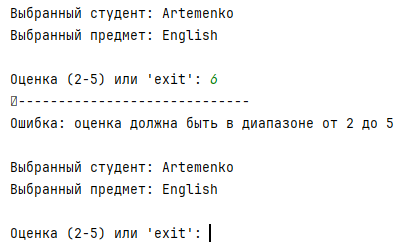 Выбранный студент: Artemenko
Выбранный предмет: English
Оценка (2-5) или 'exit': 6
-----------------------------
Ошибка: оценка должна быть в диапазоне от 2 до 5
Выбранный студент: Artemenko
Выбранный предмет: English
Оценка (2-5) или 'exit':